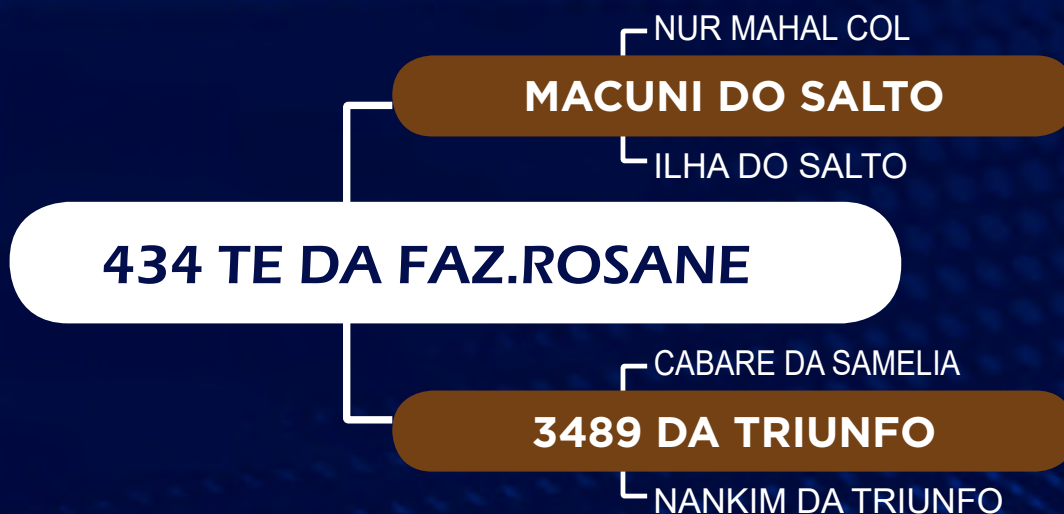 NUR MAHAL COL
MACUNI DO SALTO
ILHA DO SALTO
434 TE DA FAZ.ROSANE
CABARE DA SAMELIA
3489 DA TRIUNFO
NANKIM DA TRIUNFO